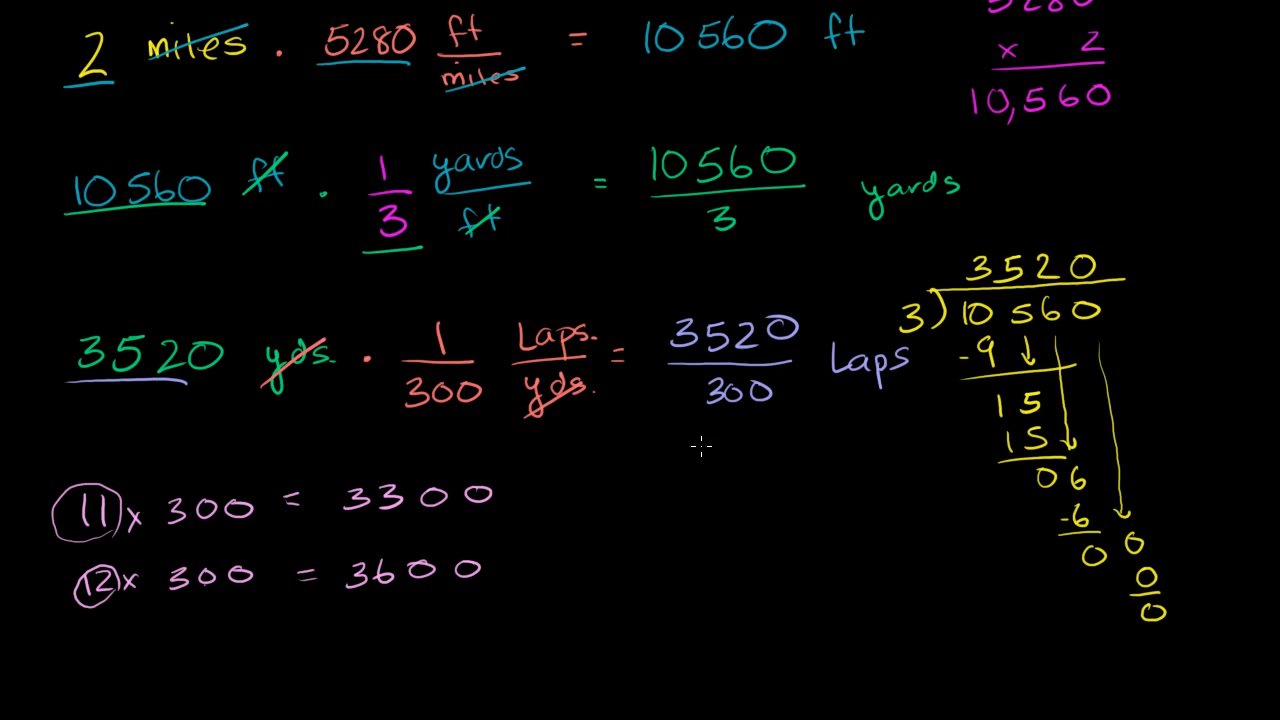 2 miles · 5280 ft/miles = 10560 ft
5280
x 2
10,560
10560 ft · 1/3 yards/ft = 10560/3 yards
3520
3)10560
-9
15
15
06
-6
00
0
0
3520 yds. · 1/300 Laps./yds. = 3520/300 Laps
11 x 300 = 3300
12 x 300 = 3600